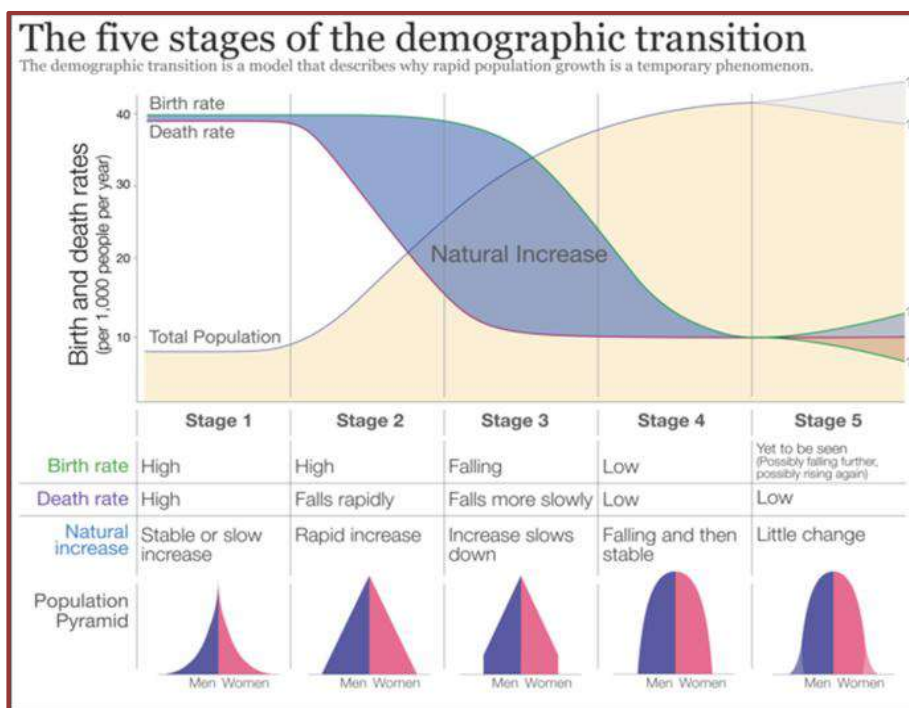 The five stages of the demographic transition
The demographic transition is a model that describes why rapid population growth is a temporary phenomenon.
Birth and death rates
(per 1,000 people per year)
40
30
20
10
Birth rate
Death rate
Natural Increase
Total Population
Stage 1
Stage 2
Stage 3
Stage 4
Stage 5
Birth rate
High
High
Falling
Low
Yet to be seen
(Possibly falling further,
possibly rising again)
Death rate
High
Falls rapidly
Falls more slowly
Low
Low
Natural
increase
Stable or slow
increase
Rapid increase
Increase slows
down
Falling and then
stable
Little change
Population
Pyramid
Men Women
Men Women
Men Women
Men Women
Men Women